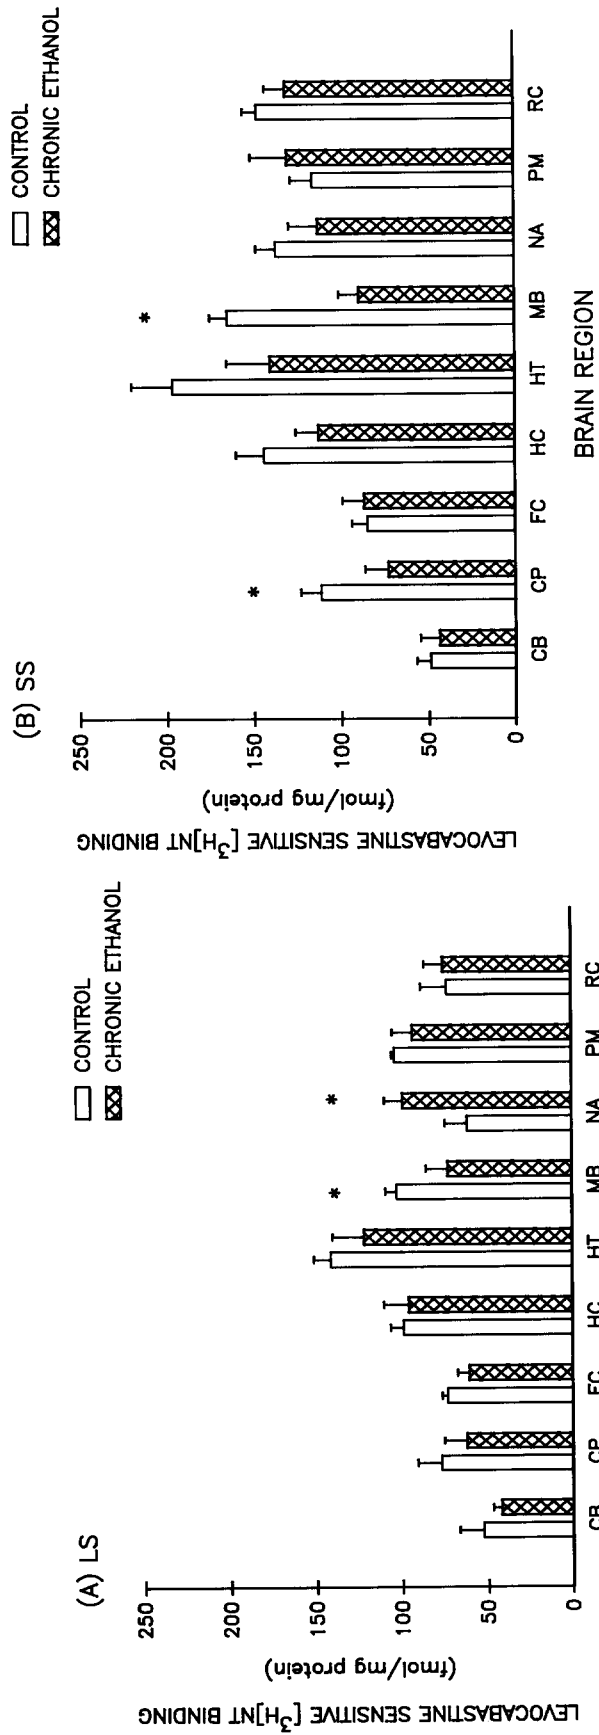 (A) LS
CONTROL
CHRONIC ETHANOL
LEVOCABASTINE SENSITIVE [³H]NT BINDING
(fmol/mg protein)
250
200
150
100
50
0
*
*
CB CP FC HC HT MB NA PM RC
(B) SS
CONTROL
CHRONIC ETHANOL
LEVOCABASTINE SENSITIVE [³H]NT BINDING
(fmol/mg protein)
250
200
150
100
50
0
*
*
CB CP FC HC HT MB NA PM RC
BRAIN REGION